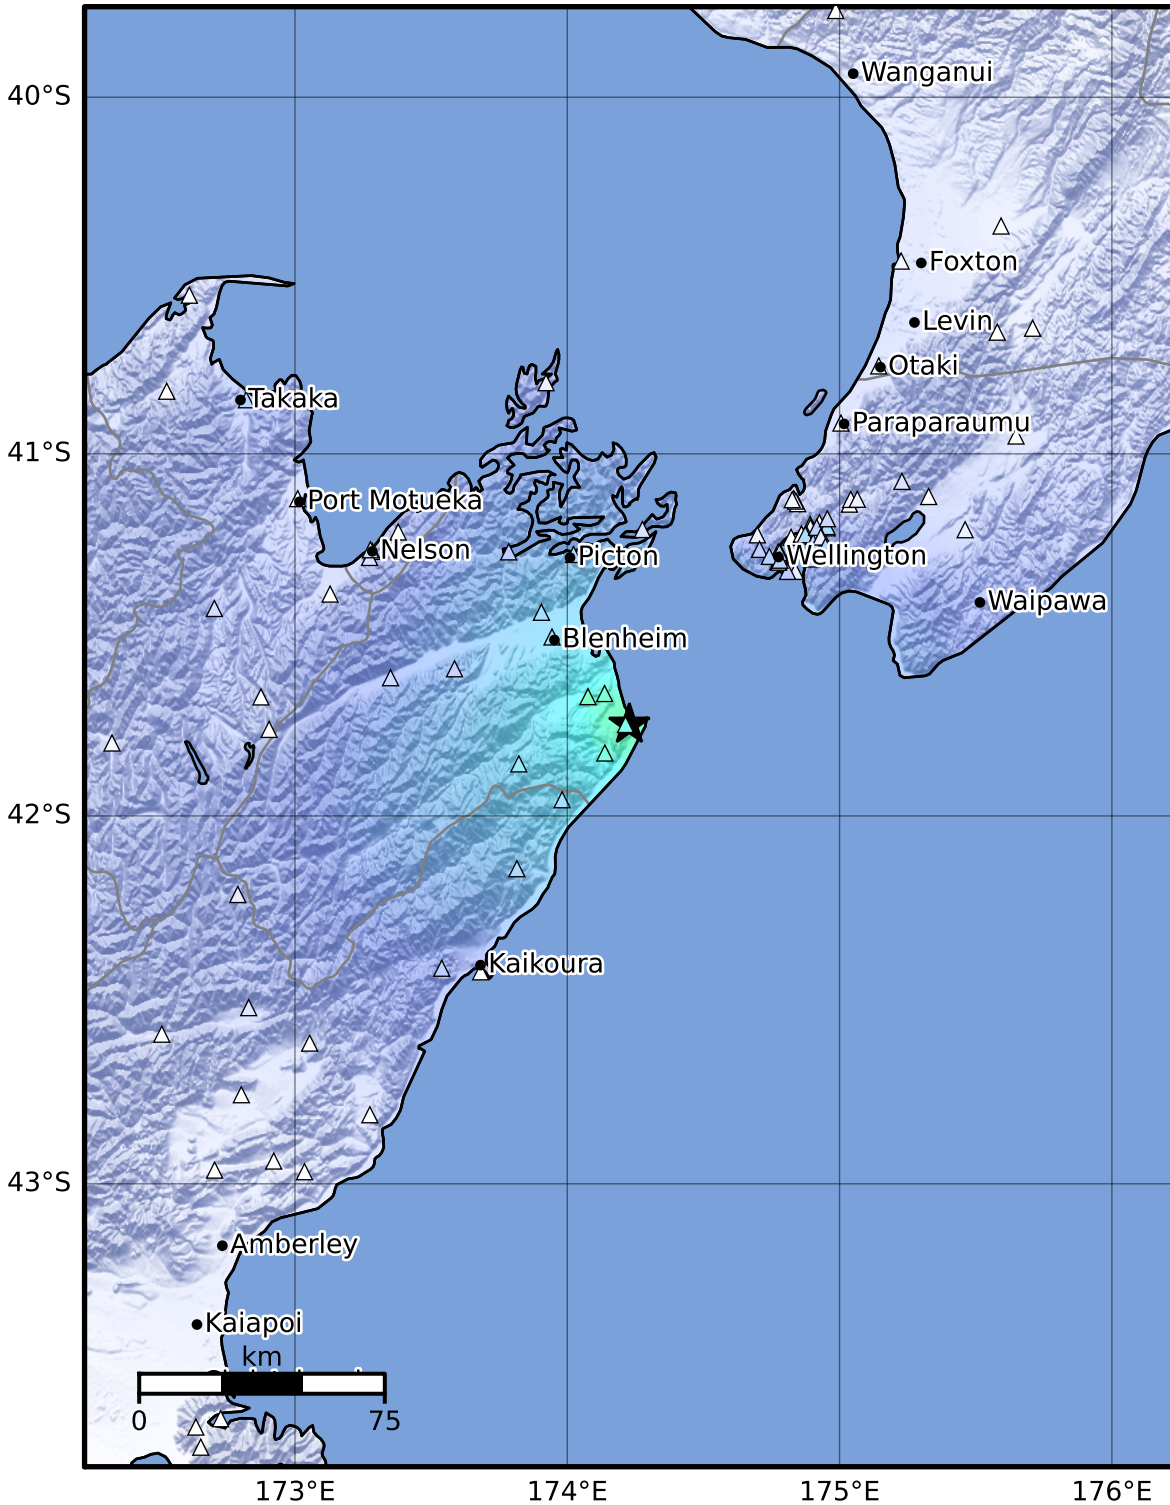 Wanganui
40°S
Foxton
Levin
Otaki
Takaka
Paraparaumu
41°S
Port Motueka
Nelson
Picton
Wellington
Waipawa
Blenheim
42°S
Kaikoura
43°S
Amberley
Kaiapoi
km
0
75
173°E
174°E
175°E
176°E